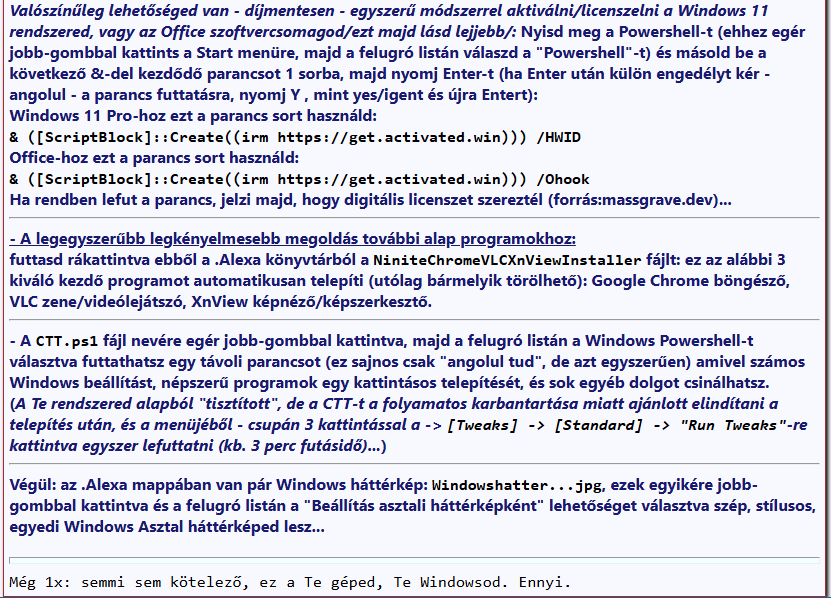 Valószínűleg lehetőséged van - díjmentesen - egyszerű módszerrel aktiválni/licenszelni a Windows 11
rendszered, vagy az Office szoftvercsomagod/ezt majd lásd lejjebb/: Nyisd meg a Powershell-t (ehhez egér
jobb-gombbal kattints a Start menüre, majd a felugró listán válaszd a "Powershell"-t) és másold be a
következő &-del kezdődő parancsot 1 sorba, majd nyomj Enter-t (ha Enter után külön engedélyt kér -
angolul - a parancs futtatásra, nyomj Y , mint yes/igent és újra Entert):
Windows 11 Pro-hoz ezt a parancs sort használd:
& ([ScriptBlock]::Create((irm https://get.activated.win))) /HWID
Office-hoz ezt a parancs sort használd:
& ([ScriptBlock]::Create((irm https://get.activated.win))) /Ohook
Ha rendben lefut a parancs, jelzi majd, hogy digitális licenszet szereztél (forrás:massgrave.dev)...
- A legegyszerűbb legkényelmesebb megoldás további alap programokhoz:
futtasd rákattintva ebből a .Alexa könyvtárból a NiniteChromeVLCXnViewInstaller fájlt: ez az alábbi 3
kiváló kezdő programot automatikusan telepíti (utólag bármelyik törölhető): Google Chrome böngésző,
VLC zene/videólejátszó, XnView képnéző/képszerkesztő.
- A CTT.ps1 fájl nevére egér jobb-gombbal kattintva, majd a felugró listán a Windows Powershell-t
választva futtathatsz egy távoli parancsot (ez sajnos csak "angolul tud", de azt egyszerűen) amivel számos
Windows beállítást, népszerű programok egy kattintásos telepítését, és sok egyéb dolgot csinálhatsz.
(A Te rendszered alapból "tisztított", de a CTT-t a folyamatos karbantartása miatt ajánlott elindítani a
telepítés után, és a menüjéből - csupán 3 kattintással a -> [Tweaks] -> [Standard] -> "Run Tweaks"-re
kattintva egyszer lefuttatni (kb. 3 perc futásidő)...)
Végül: az .Alexa mappában van pár Windows háttérkép: Windowshatter...jpg, ezek egyikére jobb-
gombbal kattintva és a felugró listán a "Beállítás asztali háttérképként" lehetőséget választva szép, stílusos,
egyedi Windows Asztal háttérképed lesz...
Még 1x: semmi sem kötelező, ez a Te géped, Te Windowsod. Ennyi.